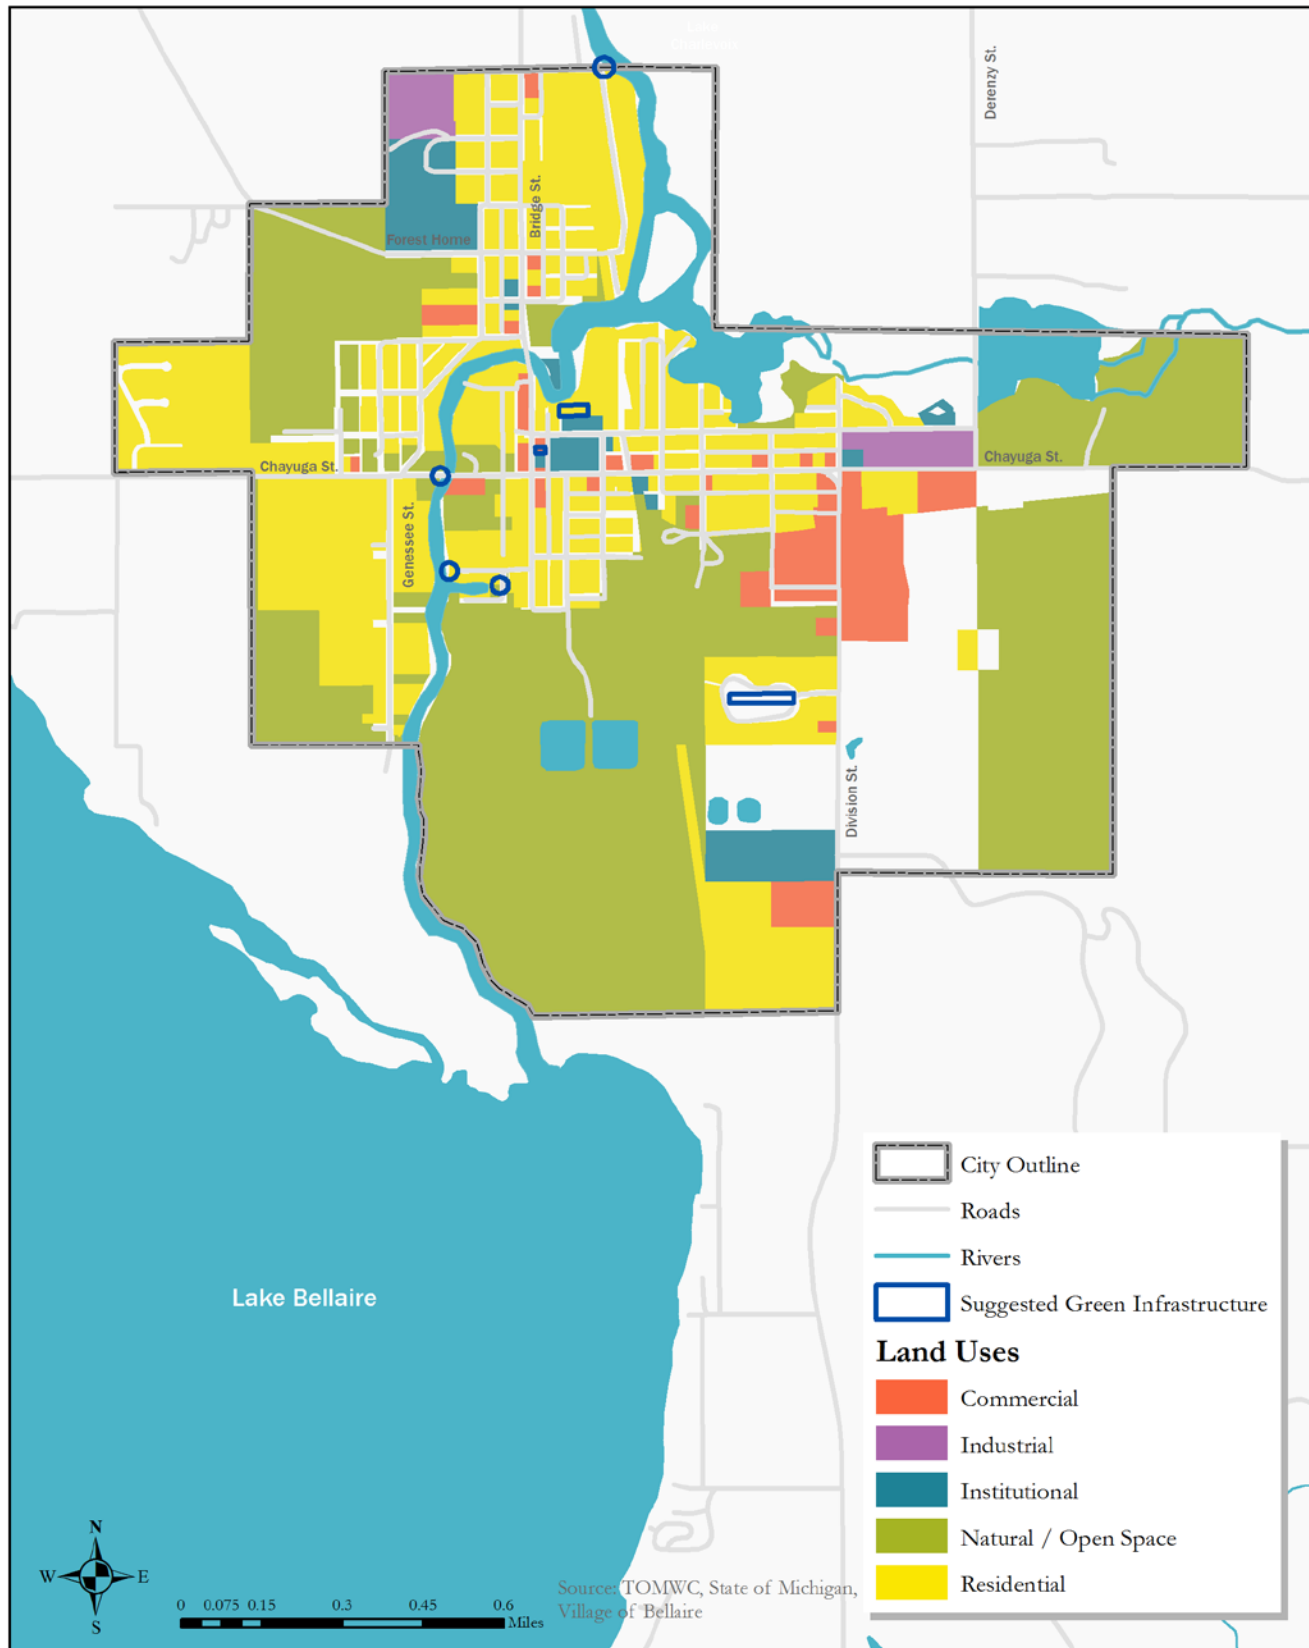 Lake
Derenzy St.
Bridge St.
Forest Home
Chayuga St.
Chayuga St.
Genessee St.
Division St.
City Outline
Roads
Rivers
Suggested Green Infrastructure
Land Uses
Commercial
Industrial
Institutional
Natural / Open Space
Residential
Lake Bellaire
N
W
E
S
0 0.075 0.15 0.3 0.45 0.6
Miles
Source: TOMWC, State of Michigan,
Village of Bellaire